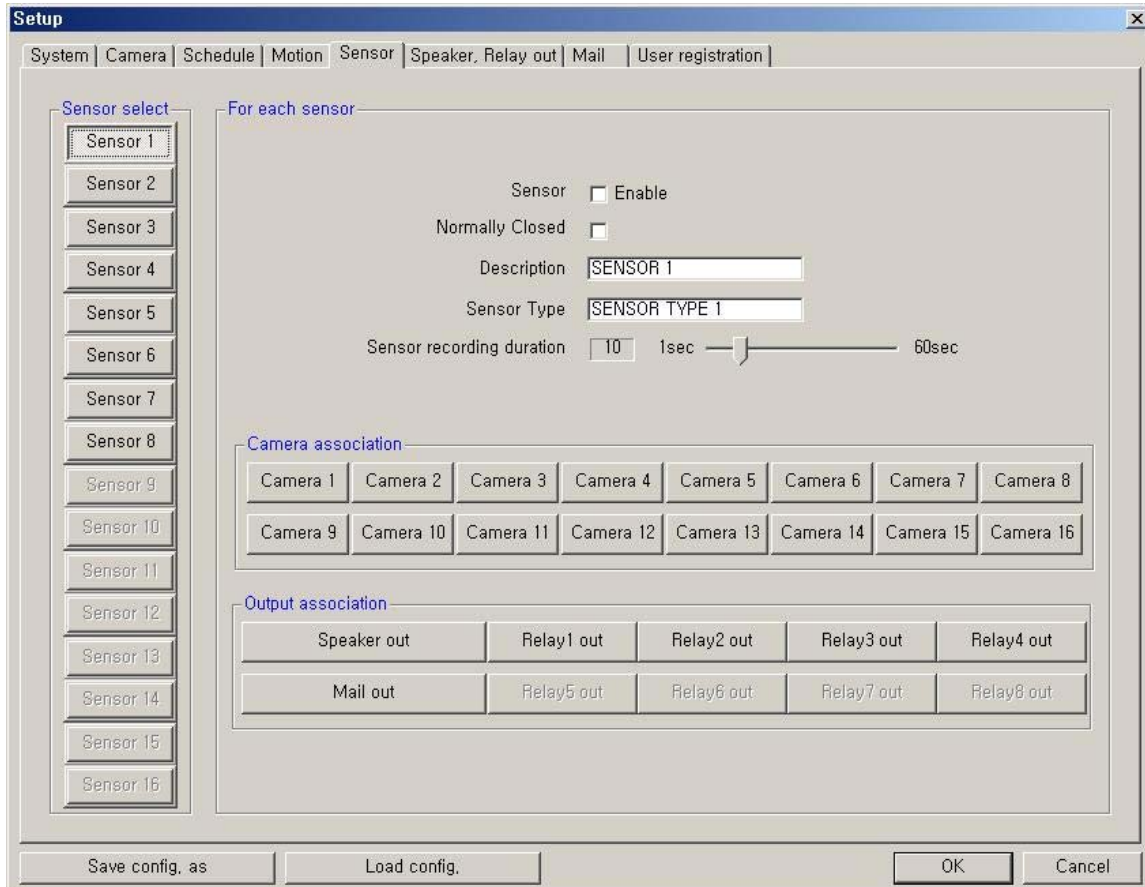 Setup
System Camera Schedule Motion Sensor Speaker, Relay out Mail User registration
Sensor select
Sensor 1
Sensor 2
Sensor 3
Sensor 4
Sensor 5
Sensor 6
Sensor 7
Sensor 8
Sensor 9
Sensor 10
Sensor 11
Sensor 12
Sensor 13
Sensor 14
Sensor 15
Sensor 16
For each sensor
Sensor Enable
Normally Closed
Description SENSOR 1
Sensor Type SENSOR TYPE 1
Sensor recording duration 10 1sec 60sec
Camera association
Camera 1 Camera 2 Camera 3 Camera 4 Camera 5 Camera 6 Camera 7 Camera 8
Camera 9 Camera 10 Camera 11 Camera 12 Camera 13 Camera 14 Camera 15 Camera 16
Output association
Speaker out Relay1 out Relay2 out Relay3 out Relay4 out
Mail out Relay5 out Relay6 out Relay7 out Relay8 out
Save config, as Load config, OK Cancel